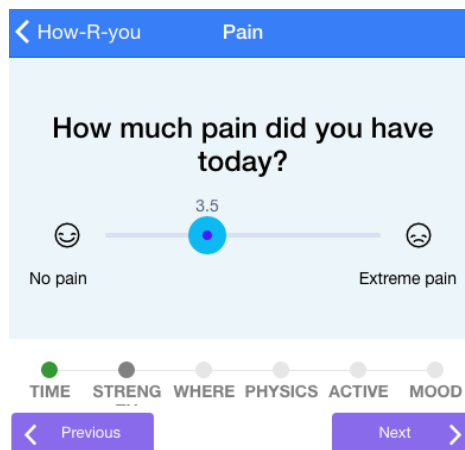 How-R-you
Pain
How much pain did you have
today?
3.5
No pain
Extreme pain
TIME
STRENG
WHERE
PHYSICS
ACTIVE
MOOD
Previous
Next